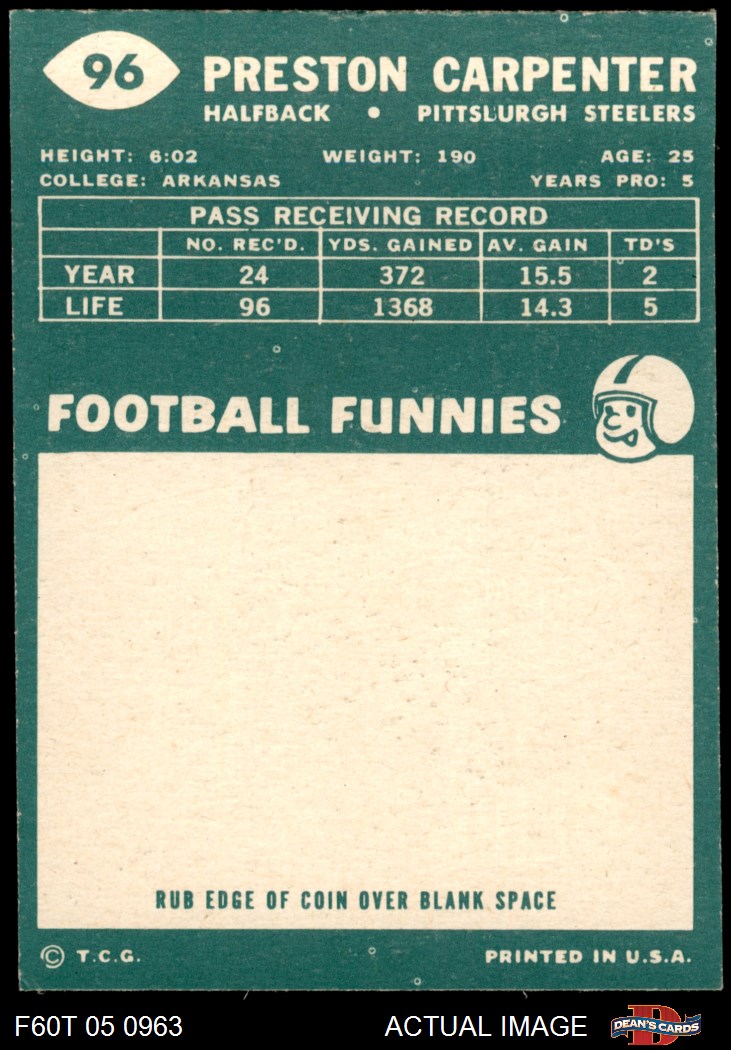 96
PRESTON CARPENTER
HALFBACK • PITTSLURGH STEELERS
HEIGHT: 6:02 WEIGHT: 190 AGE: 25
COLLEGE: ARKANSAS YEARS PRO: 5
PASS RECEIVING RECORD
NO. REC'D. YDS. GAINED AV. GAIN TD'S
YEAR 24 372 15.5 2
LIFE 96 1368 14.3 5
FOOTBALL FUNNIES
RUB EDGE OF COIN OVER BLANK SPACE
© T.C.G. PRINTED IN U.S.A.
F60T 05 0963 ACTUAL IMAGE DEAN'S CARDS